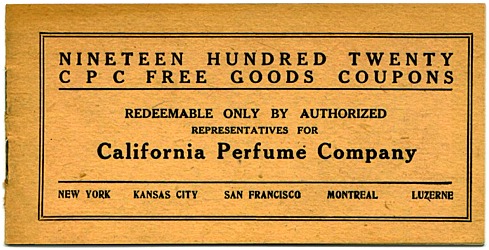 NINETEEN HUNDRED TWENTY
C P C FREE GOODS COUPONS
REDEEMABLE ONLY BY AUTHORIZED
REPRESENTATIVES FOR
California Perfume Company
NEW YORK KANSAS CITY SAN FRANCISCO MONTREAL LUZERNE